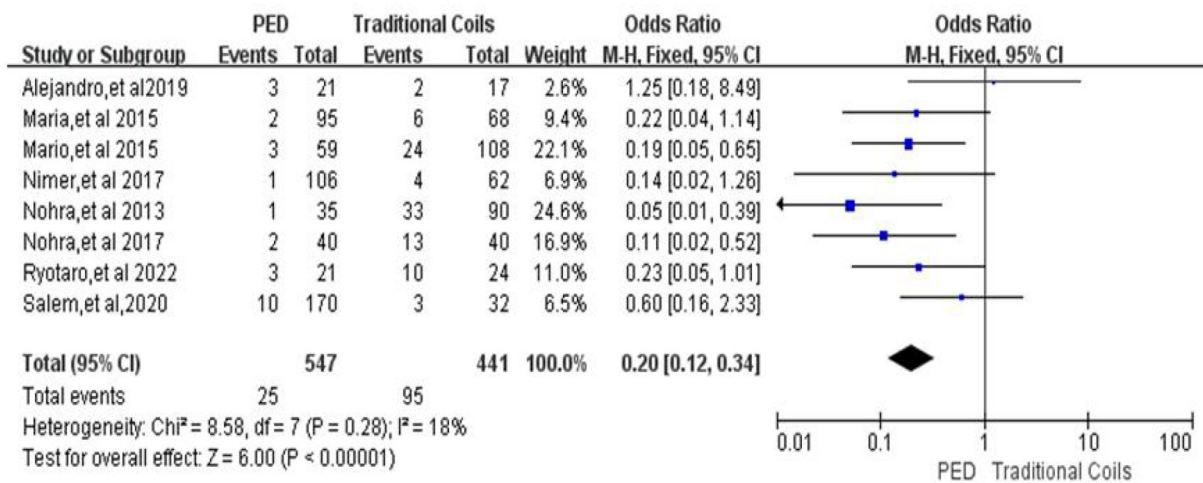 PED Traditional Coils Odds Ratio Odds Ratio
Study or Subgroup Events Total Events Total Weight M-H, Fixed, 95% CI M-H, Fixed, 95% CI
Alejandro,et al2019 3 21 2 17 2.6% 1.25 [0.18, 8.49]
Maria,et al 2015 2 95 6 68 9.4% 0.22 [0.04, 1.14]
Mario,et al 2015 3 59 24 108 22.1% 0.19 [0.05, 0.65]
Nimer,et al 2017 1 106 4 62 6.9% 0.14 [0.02, 1.26]
Nohra,et al 2013 1 35 33 90 24.6% 0.05 [0.01, 0.39]
Nohra,et al 2017 2 40 13 40 16.9% 0.11 [0.02, 0.52]
Ryotaro,et al 2022 3 21 10 24 11.0% 0.23 [0.05, 1.01]
Salem,et al,2020 10 170 3 32 6.5% 0.60 [0.16, 2.33]
Total (95% CI) 547 441 100.0% 0.20 [0.12, 0.34]
Total events 25 95
Heterogeneity: Chi² = 8.58, df = 7 (P = 0.28); I² = 18%
Test for overall effect: Z = 6.00 (P < 0.00001)
0.01 0.1 1 10 100
PED Traditional Coils